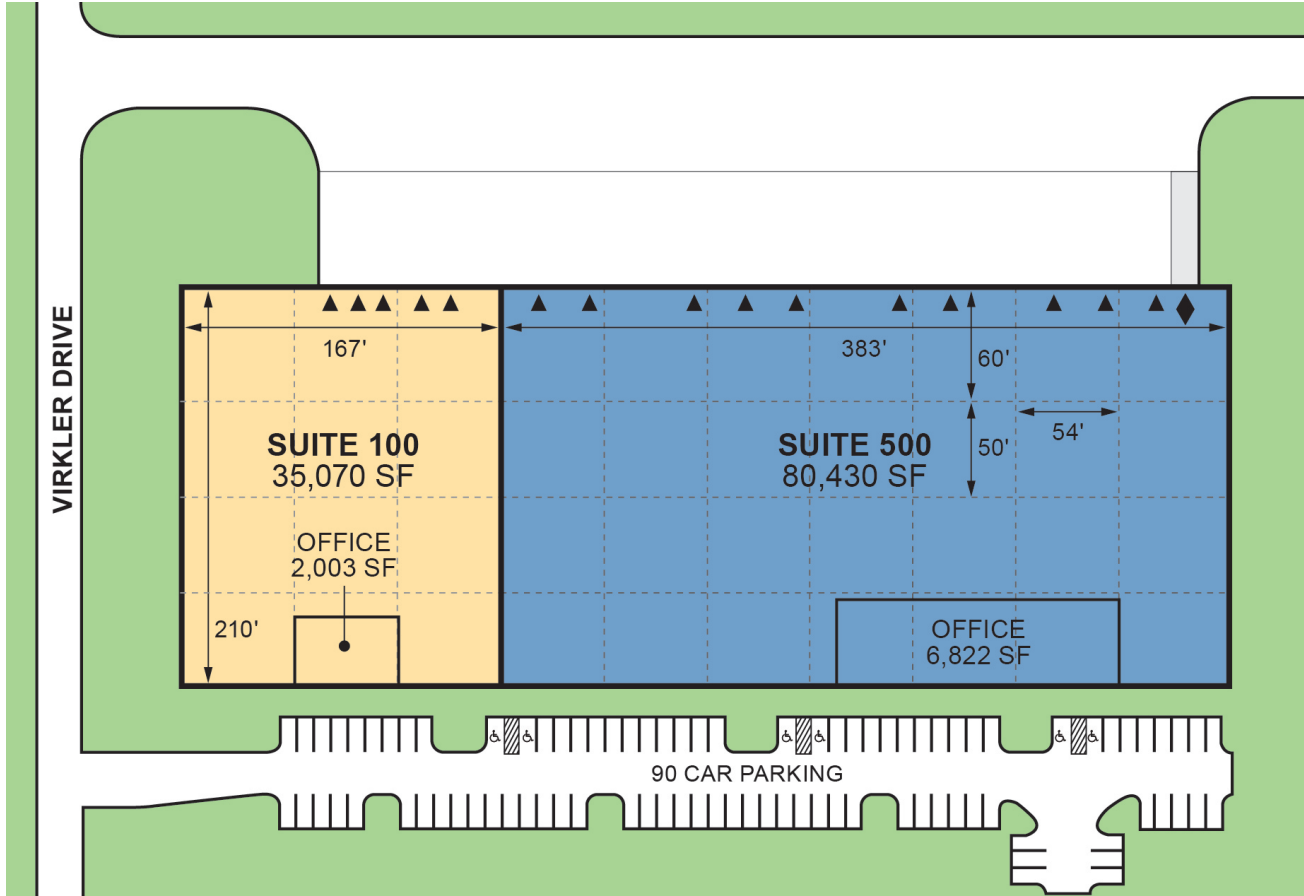 VIRKLER DRIVE
167'
383'
60'
50'
54'
210'
SUITE 100
35,070 SF
SUITE 500
80,430 SF
OFFICE
2,003 SF
OFFICE
6,822 SF
90 CAR PARKING